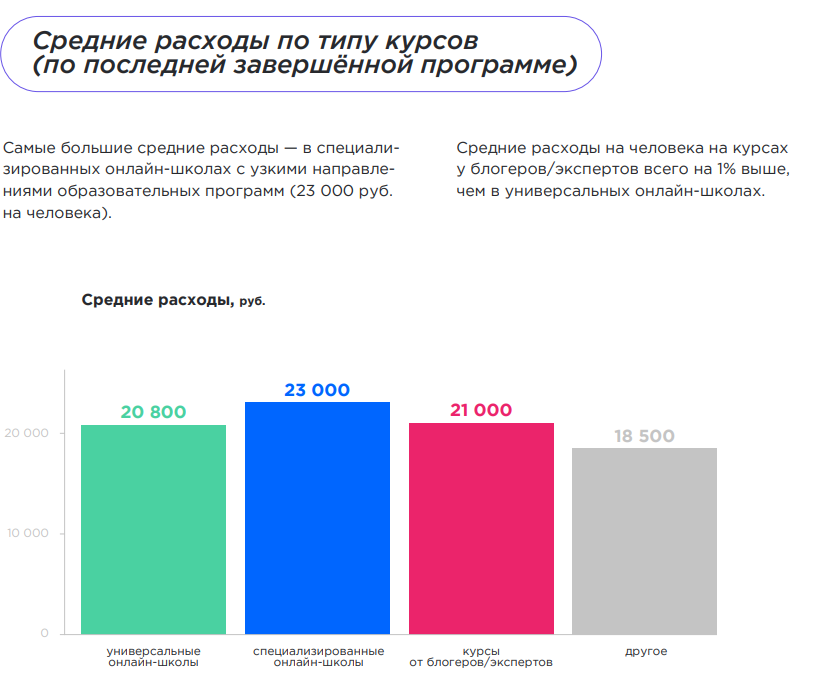 Средние расходы по типу курсов
(по последней завершённой программе)
Самые большие средние расходы — в специали-
зированных онлайн-школах с узкими направле-
ниями образовательных программ (23 000 руб.
на человека).
Средние расходы на человека на курсах
у блогеров/экспертов всего на 1% выше,
чем в универсальных онлайн-школах.
Средние расходы, руб.
20 800
23 000
21 000
18 500
20 000
10 000
0
универсальные
онлайн-школы
специализированные
онлайн-школы
курсы
от блогеров/экспертов
другое